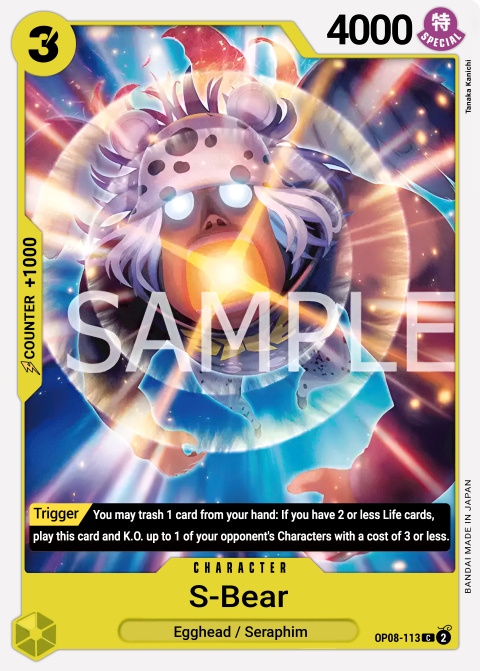 3
4000
特
SPECIAL
Tanaka Kanichi
COUNTER +1000
SAMPLE
Trigger You may trash 1 card from your hand: If you have 2 or less Life cards,
play this card and K.O. up to 1 of your opponent's Characters with a cost of 3 or less.
BANDAI MADE IN JAPAN
CHARACTER
S-Bear
Egghead / Seraphim
OP08-113 C 2